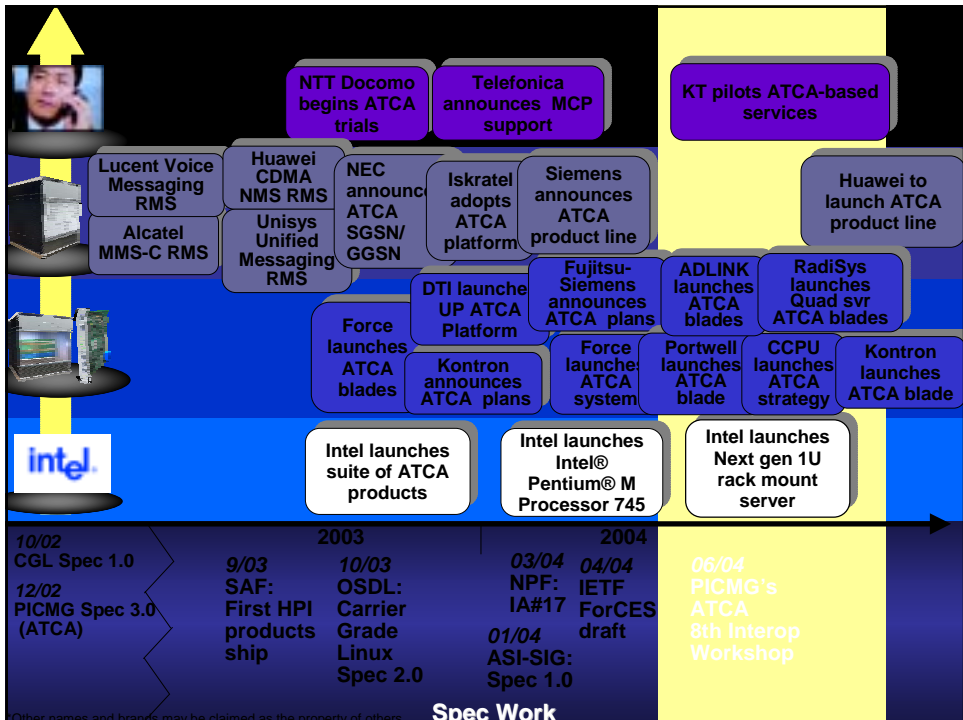 NTT Docomo
begins ATCA
trials
Telefonica
announces MCP
support
KT pilots ATCA-based
services
Lucent Voice
Messaging
RMS
Huawei
CDMA
NMS RMS
NEC
announce
ATCA
SGSN/
GGSN
Iskratel
adopts
ATCA
platform
Siemens
announces
ATCA
product line
Huawei to
launch ATCA
product line
Alcatel
MMS-C RMS
Unisys
Unified
Messaging
RMS
Force
launches
ATCA
blades
DTI launche
UP ATCA
Platform
Fujitsu-
Siemens
announces
ATCA plans
ADLINK
launches
ATCA
blades
RadiSys
launches
Quad svr
ATCA blades
Kontron
announces
ATCA plans
Force
launches
ATCA
system
Portwell
launches
ATCA
blade
CCPU
launches
ATCA
strategy
Kontron
launches
ATCA blade
intel.
Intel launches
suite of ATCA
products
Intel launches
Intel®
Pentium® M
Processor 745
Intel launches
Next gen 1U
rack mount
server
2003
2004
10/02
CGL Spec 1.0
12/02
PICMG Spec 3.0
(ATCA)
9/03
SAF:
First HPI
products
ship
10/03
OSDL:
Carrier
Grade
Linux
Spec 2.0
03/04
NPF:
IA#17
01/04
ASI-SIG:
Spec 1.0
04/04
IETF
ForCES
draft
06/04
PICMG's
ATCA
8th Interop
Workshop
Spec Work
Other names and brands may be claimed as the property of others